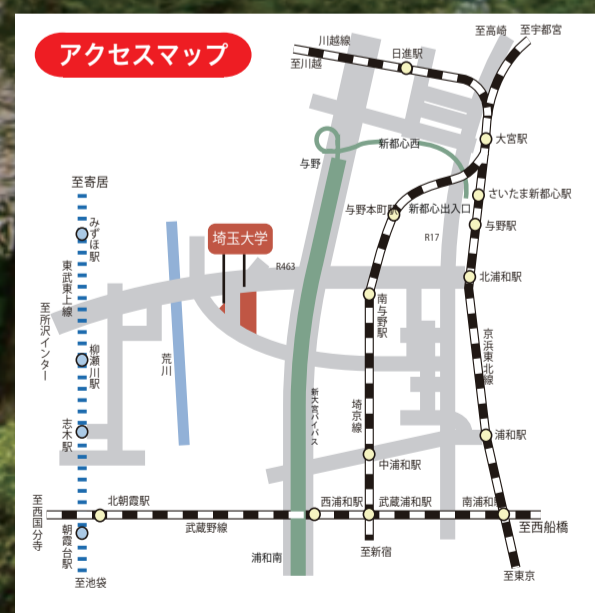 アクセスマップ
川越線
至川越
日進駅
至高崎
至宇都宮
大宮駅
新都心西
与野
さいたま新都心駅
与野本町駅
新都心出入口
与野駅
R17
至寄居
みずほ駅
東武東上線
埼玉大学
R463
北浦和駅
至所沢インター
荒川
南与野駅
京浜東北線
柳瀬川駅
新大宮バイパス
埼京線
志木駅
浦和駅
中浦和駅
至西国分寺
北朝霞駅
武蔵野線
西浦和駅
武蔵浦和駅
南浦和駅
至西船橋
朝霞台駅
浦和南
至新宿
至池袋
至東京